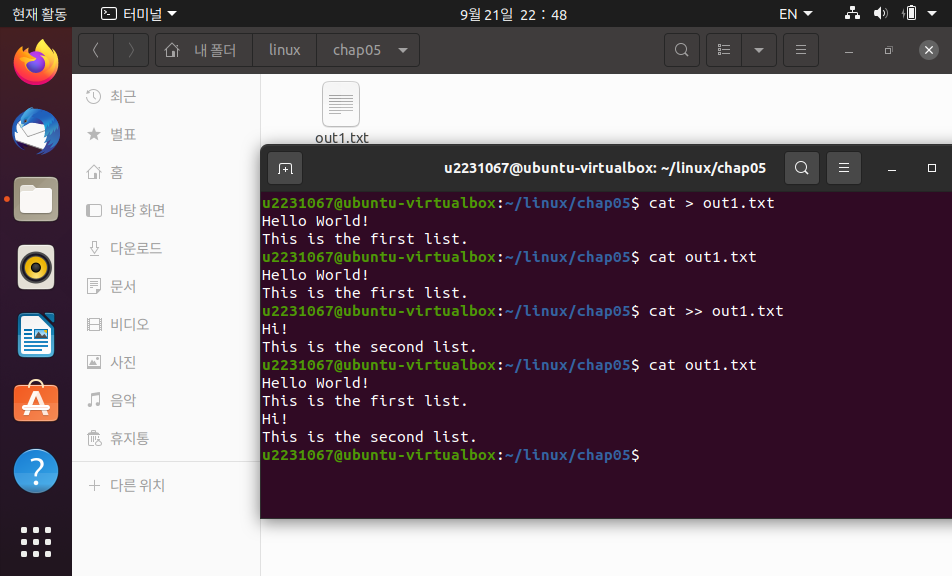 현재 활동
터미널
9월 21일 22 : 48
EN
내 폴더
linux
chap05
최근
별표
홈
바탕 화면
다운로드
문서
비디오
사진
음악
휴지통
다른 위치
out1.txt
u2231067@ubuntu-virtualbox: ~/linux/chap05
u2231067@ubuntu-virtualbox:~/linux/chap05$ cat > out1.txt
Hello World!
This is the first list.
u2231067@ubuntu-virtualbox:~/linux/chap05$ cat out1.txt
Hello World!
This is the first list.
u2231067@ubuntu-virtualbox:~/linux/chap05$ cat >> out1.txt
Hi!
This is the second list.
u2231067@ubuntu-virtualbox:~/linux/chap05$ cat out1.txt
Hello World!
This is the first list.
Hi!
This is the second list.
u2231067@ubuntu-virtualbox:~/linux/chap05$